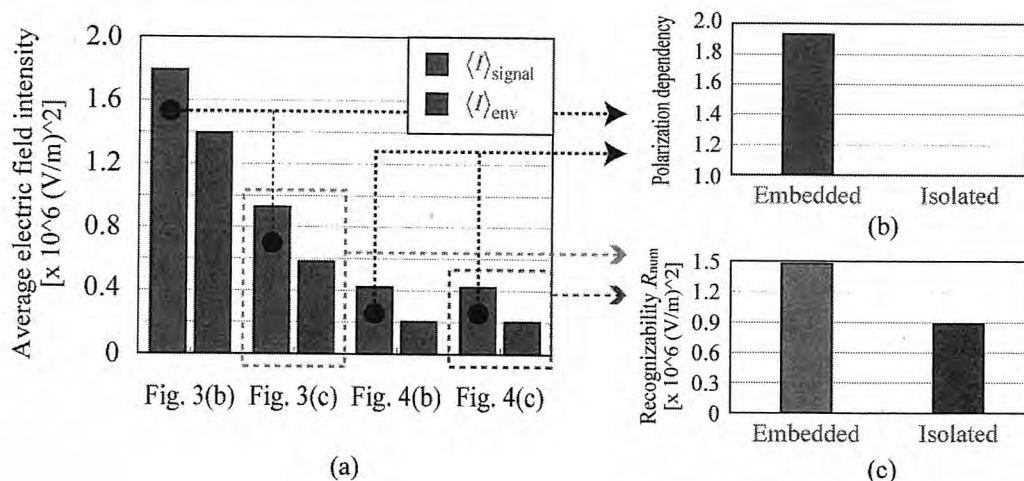 Average electric field intensity
[x 10^6 (V/m)^2]
2.0
1.6
1.2
0.8
0.4
0
⟨I⟩signal
⟨I⟩env
Fig. 3(b) Fig. 3(c) Fig. 4(b) Fig. 4(c)
(a)
Polarization dependency
2.0
1.8
1.6
1.4
1.2
1.0
Embedded Isolated
(b)
Recognizability Rnum
[x 10^6 (V/m)^2]
1.5
1.2
0.9
0.6
0.3
0
Embedded Isolated
(c)